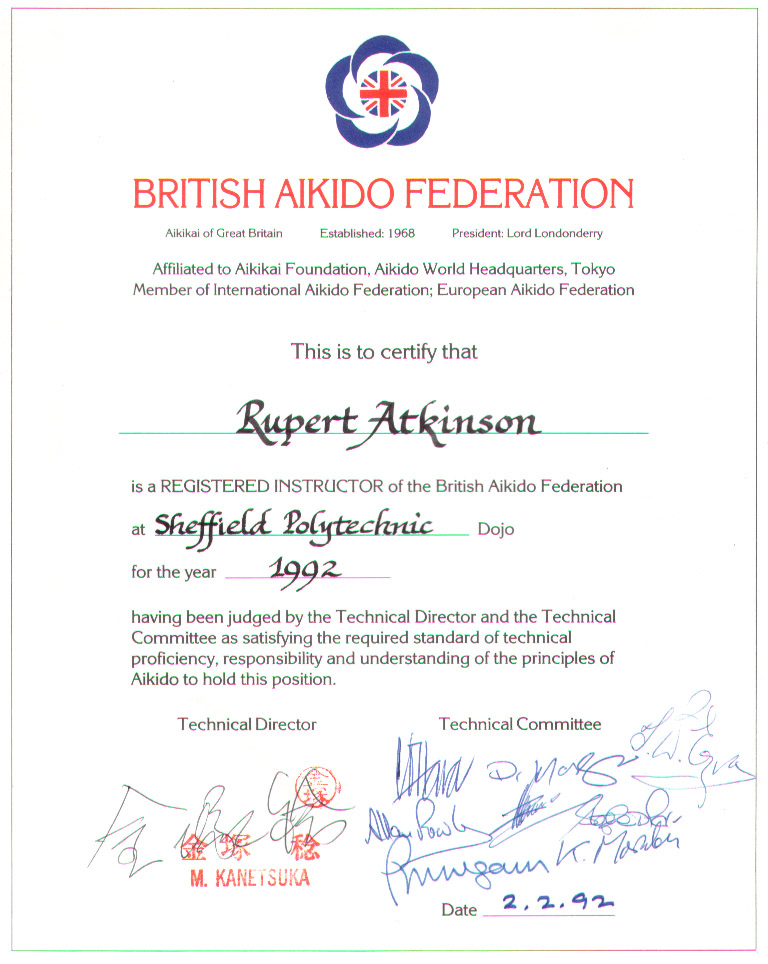 BRITISH AIKIDO FEDERATION
Aikikai of Great Britain Established: 1968 President: Lord Londonderry
Affiliated to Aikikai Foundation, Aikido World Headquarters, Tokyo
Member of International Aikido Federation; European Aikido Federation
This is to certify that
Rupert Atkinson
is a REGISTERED INSTRUCTOR of the British Aikido Federation
at Sheffield Polytechnic Dojo
for the year 1992
having been judged by the Technical Director and the Technical
Committee as satisfying the required standard of technical
proficiency, responsibility and understanding of the principles of
Aikido to hold this position.
Technical Director Technical Committee
金塚 稔
M. KANETSUKA
Date 2.2.92